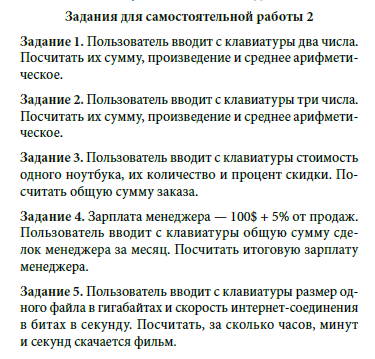 Задания для самостоятельной работы 2
Задание 1. Пользователь вводит с клавиатуры два числа.
Посчитать их сумму, произведение и среднее арифмети-
ческое.
Задание 2. Пользователь вводит с клавиатуры три числа.
Посчитать их сумму, произведение и среднее арифмети-
ческое.
Задание 3. Пользователь вводит с клавиатуры стоимость
одного ноутбука, их количество и процент скидки. По-
считать общую сумму заказа.
Задание 4. Зарплата менеджера — 100$ + 5% от продаж.
Пользователь вводит с клавиатуры общую сумму сде-
лок менеджера за месяц. Посчитать итоговую зарплату
менеджера.
Задание 5. Пользователь вводит с клавиатуры размер од-
ного файла в гигабайтах и скорость интернет-соединения
в битах в секунду. Посчитать, за сколько часов, минут
и секунд скачается фильм.